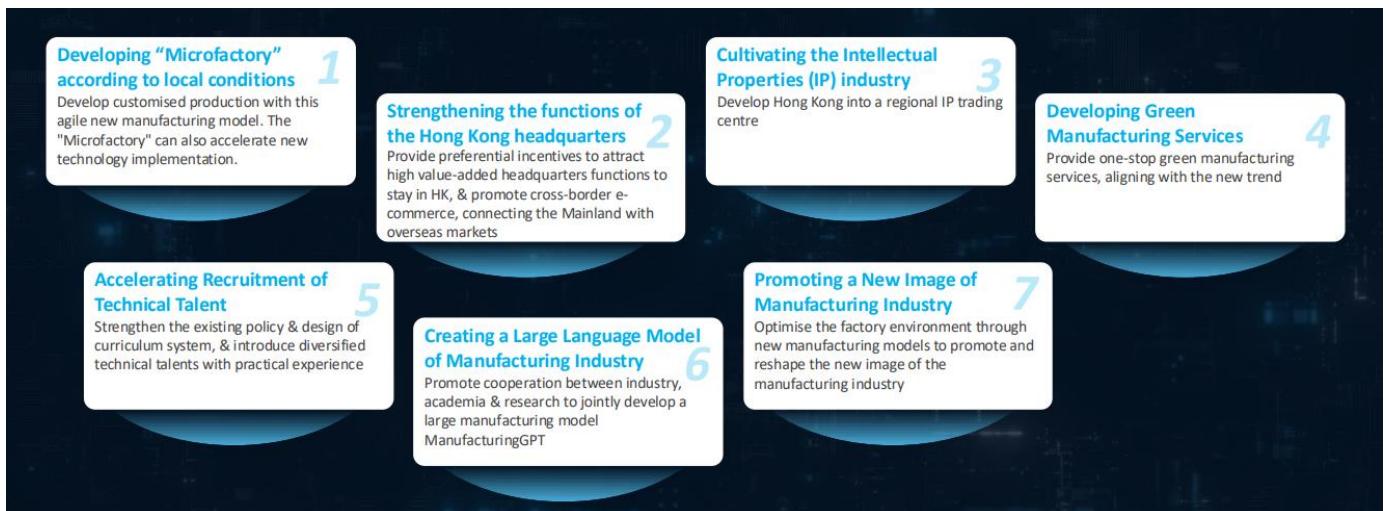 Developing “Microfactory”
according to local conditions
1
Develop customised production with this
agile new manufacturing model. The
"Microfactory" can also accelerate new
technology implementation.
Strengthening the functions of
the Hong Kong headquarters
2
Provide preferential incentives to attract
high value-added headquarters functions to
stay in HK, & promote cross-border e-
commerce, connecting the Mainland with
overseas markets
Cultivating the Intellectual
Properties (IP) industry
3
Develop Hong Kong into a regional IP trading
centre
Developing Green
Manufacturing Services
4
Provide one-stop green manufacturing
services, aligning with the new trend
Accelerating Recruitment of
Technical Talent
5
Strengthen the existing policy & design of
curriculum system, & introduce diversified
technical talents with practical experience
Creating a Large Language Model
of Manufacturing Industry
6
Promote cooperation between industry,
academia & research to jointly develop a
large manufacturing model
ManufacturingGPT
Promoting a New Image of
Manufacturing Industry
7
Optimise the factory environment through
new manufacturing models to promote and
reshape the new image of the
manufacturing industry